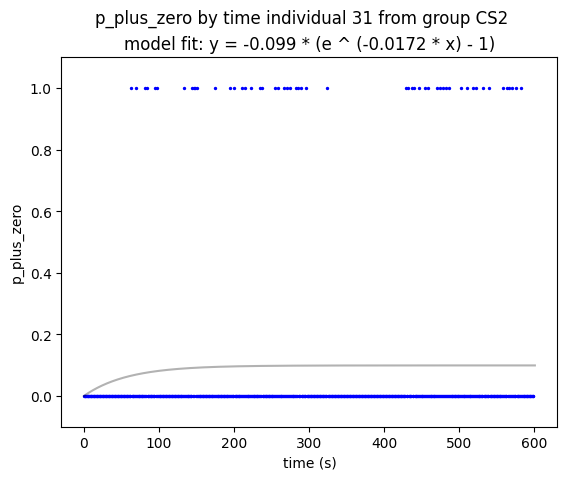 p_plus_zero by time individual 31 from group CS2
model fit: y = -0.099 * (e ^ (-0.0172 * x) - 1)
1.0
0.8
0.6
0.4
0.2
0.0
p_plus_zero
0 100 200 300 400 500 600
time (s)